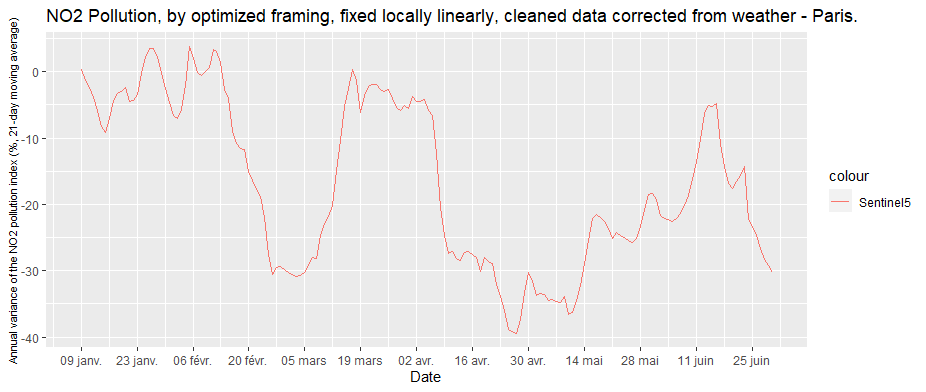 NO2 Pollution, by optimized framing, fixed locally linearly, cleaned data corrected from weather - Paris.
Annual variance of the NO2 pollution index (%, 21-day moving average)
0
-10
-20
-30
-40
09 janv. 23 janv. 06 févr. 20 févr. 05 mars 19 mars 02 avr. 16 avr. 30 avr. 14 mai 28 mai 11 juin 25 juin
Date
colour
Sentinel5